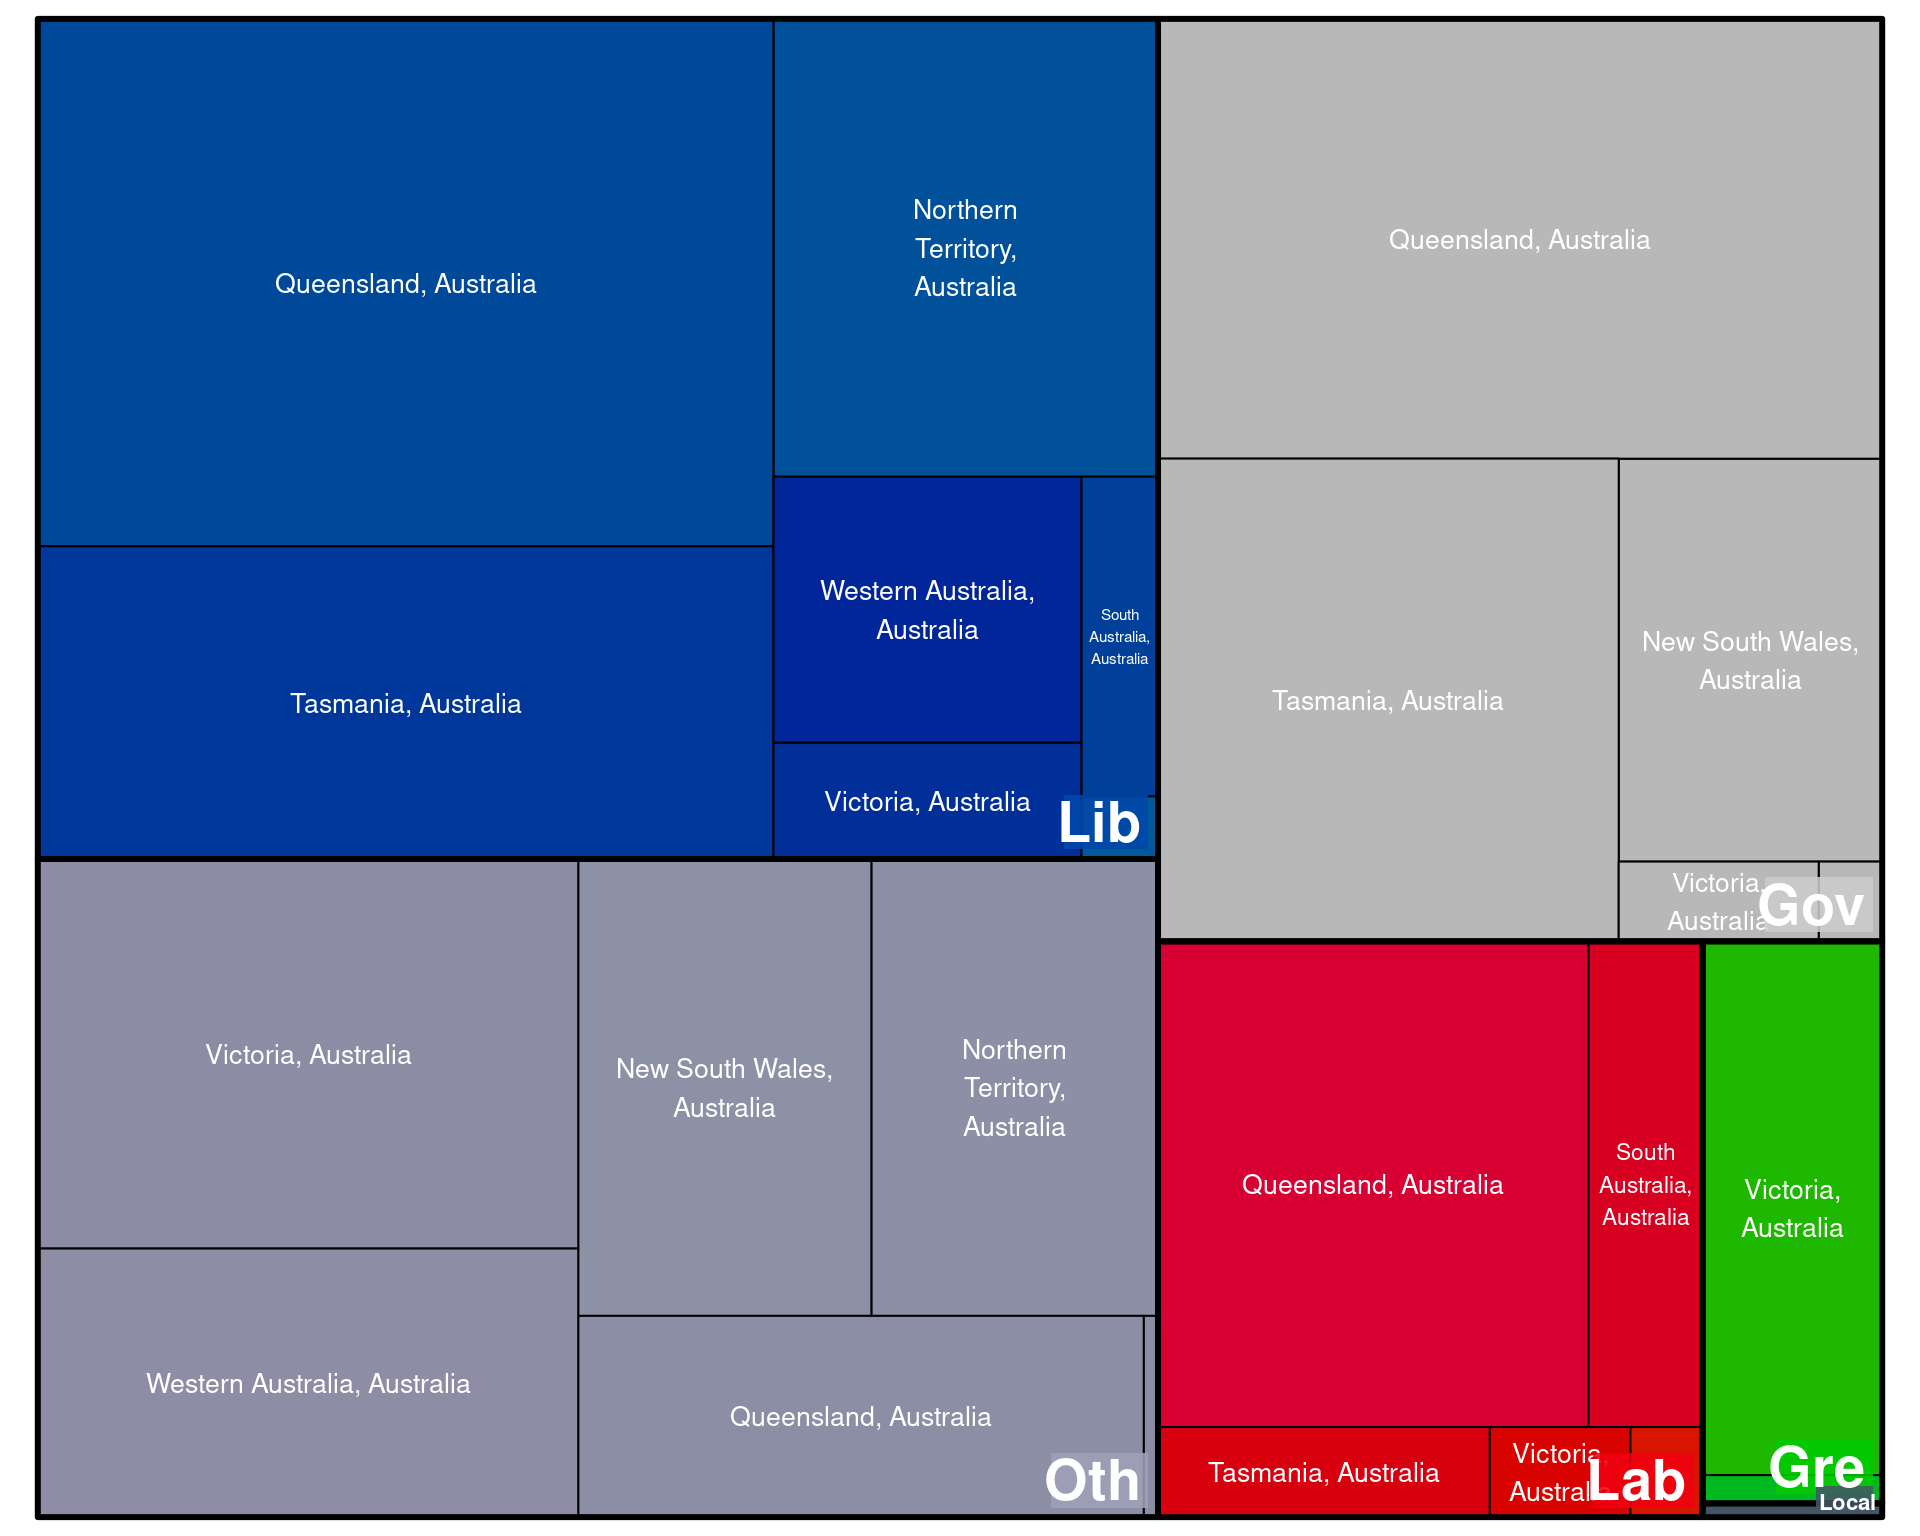 Queensland, Australia
Northern
Territory,
Australia
Tasmania, Australia
Western Australia,
Australia
South
Australia,
Australia
Victoria, Australia
Lib
Queensland, Australia
Tasmania, Australia
New South Wales,
Australia
Victoria,
Australia
Gov
Victoria, Australia
New South Wales,
Australia
Northern
Territory,
Australia
Western Australia, Australia
Queensland, Australia
Oth
Queensland, Australia
South
Australia,
Australia
Tasmania, Australia
Victoria,
Australia
Lab
Victoria,
Australia
Gre
Local